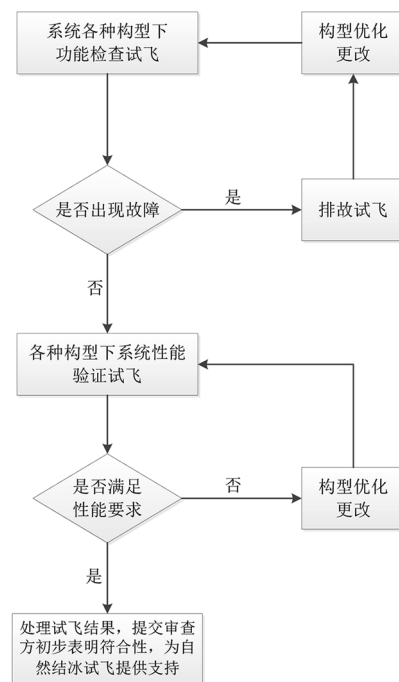 系统各种构型下
功能检查试飞
构型优化
更改
是否出现故障
是
排故试飞
否
各种构型下系统性能
验证试飞
是否满足
性能要求
否
构型优化
更改
是
处理试飞结果，提交审查
方初步表明符合性，为自
然结冰试飞提供支持